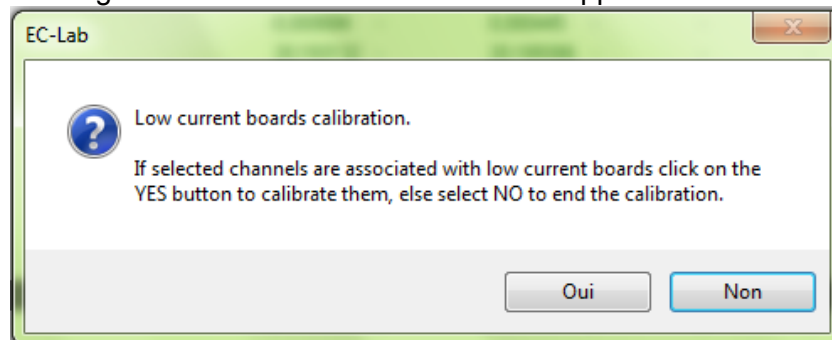 EC-Lab
Low current boards calibration.
If selected channels are associated with low current boards click on the
YES button to calibrate them, else select NO to end the calibration.
Oui
Non